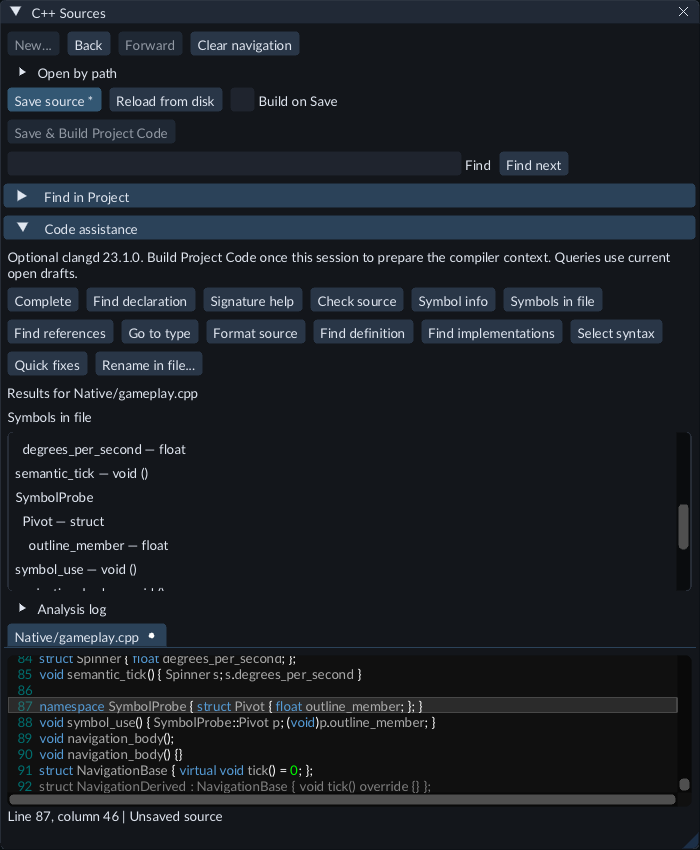 C++ Sources
New... Back Forward Clear navigation
Open by path
Save source * Reload from disk Build on Save
Save & Build Project Code
Find Find next
Find in Project
Code assistance
Optional clangd 23.1.0. Build Project Code once this session to prepare the compiler context. Queries use current
open drafts.
Complete Find declaration Signature help Check source Symbol info Symbols in file
Find references Go to type Format source Find definition Find implementations Select syntax
Quick fixes Rename in file...
Results for Native/gameplay.cpp
Symbols in file
degrees_per_second — float
semantic_tick — void ()
SymbolProbe
Pivot — struct
outline_member — float
symbol_use — void ()
Analysis log
Native/gameplay.cpp
84 struct Spinner { float degrees_per_second; };
85 void semantic_tick() { Spinner s; s.degrees_per_second }
86
87 namespace SymbolProbe { struct Pivot { float outline_member; }; }
88 void symbol_use() { SymbolProbe::Pivot p; (void)p.outline_member; }
89 void navigation_body();
90 void navigation_body() {}
91 struct NavigationBase { virtual void tick() = 0; };
92 struct NavigationDerived : NavigationBase { void tick() override {} };
Line 87, column 46 | Unsaved source